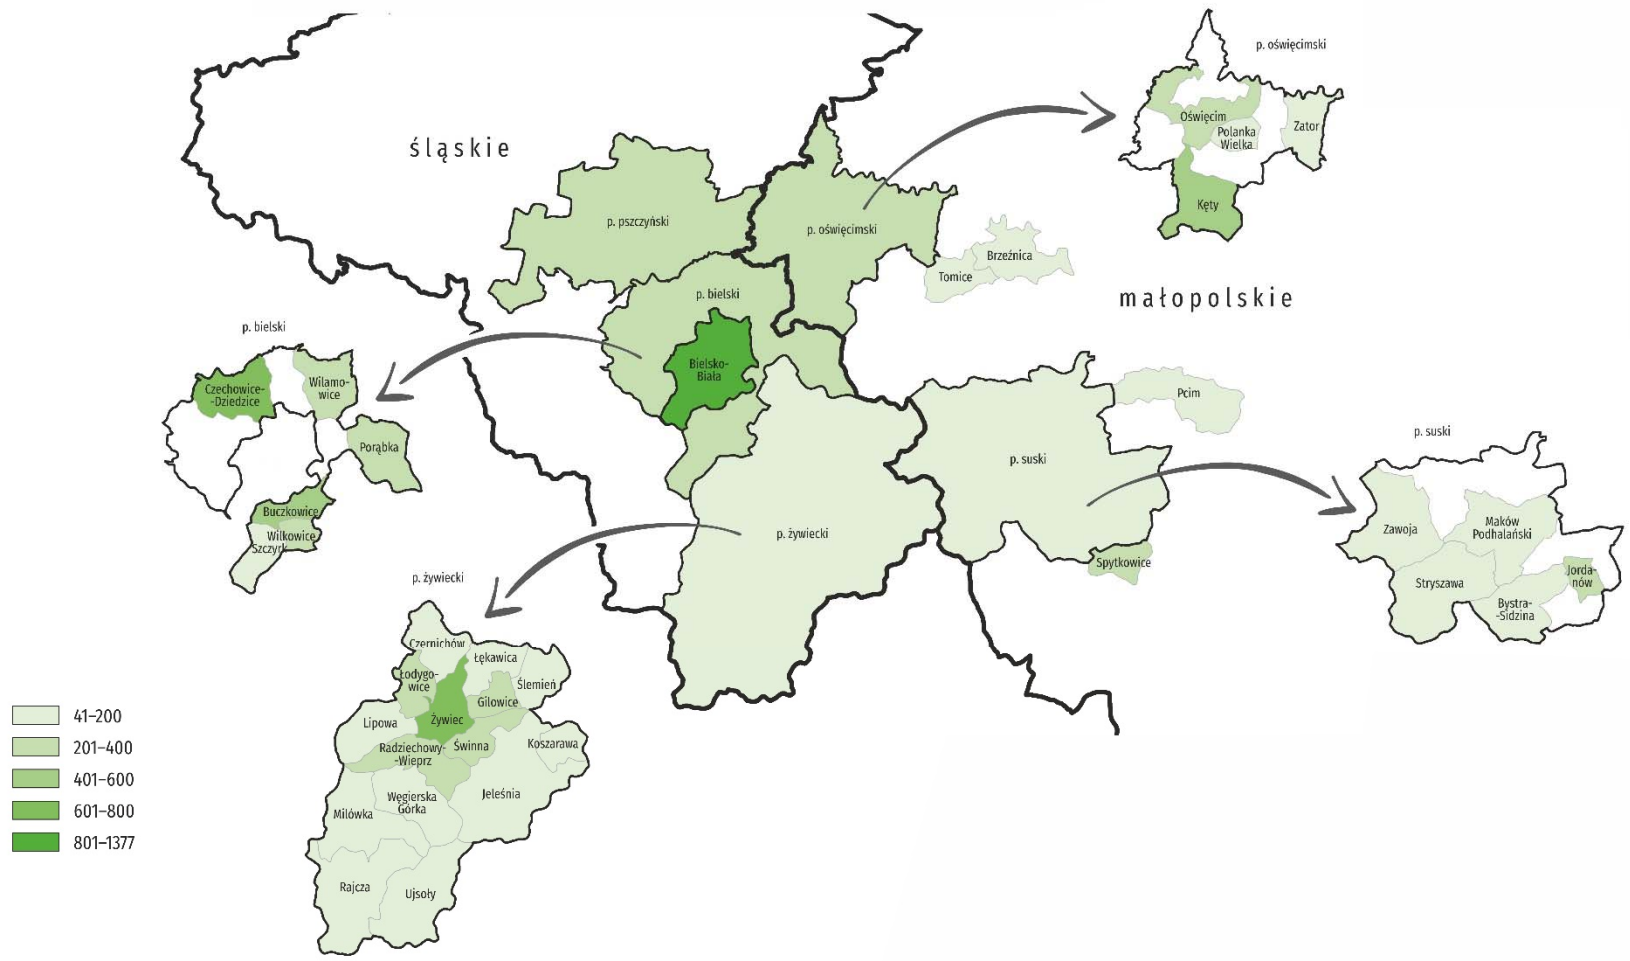 śląskie
małopolskie
p. pszczyński
p. oświęcimski
p. bielski
Bielsko-
Biała
p. żywiecki
p. suski
Tomice
Brzeźnica
Pcim
Spytkowice
p. oświęcimski
Oświęcim
Polanka
Wielka
Zator
Kęty
p. bielski
Czechowice-
-Dziedzice
Wilamo-
wice
Porąbka
Buczkowice
Wilkowice
Szczyrk
p. suski
Zawoja
Maków
Podhalański
Stryszawa
Jorda-
nów
Bystra-
-Sidzina
p. żywiecki
Czernichów
Łękawica
Łodygo-
wice
Ślemień
Gilowice
Lipowa
Żywiec
Radziechowy-
-Wieprz
Świnna
Koszarawa
Węgierska
Górka
Jeleśnia
Milówka
Rajcza
Ujsoły
41–200
201–400
401–600
601–800
801–1377